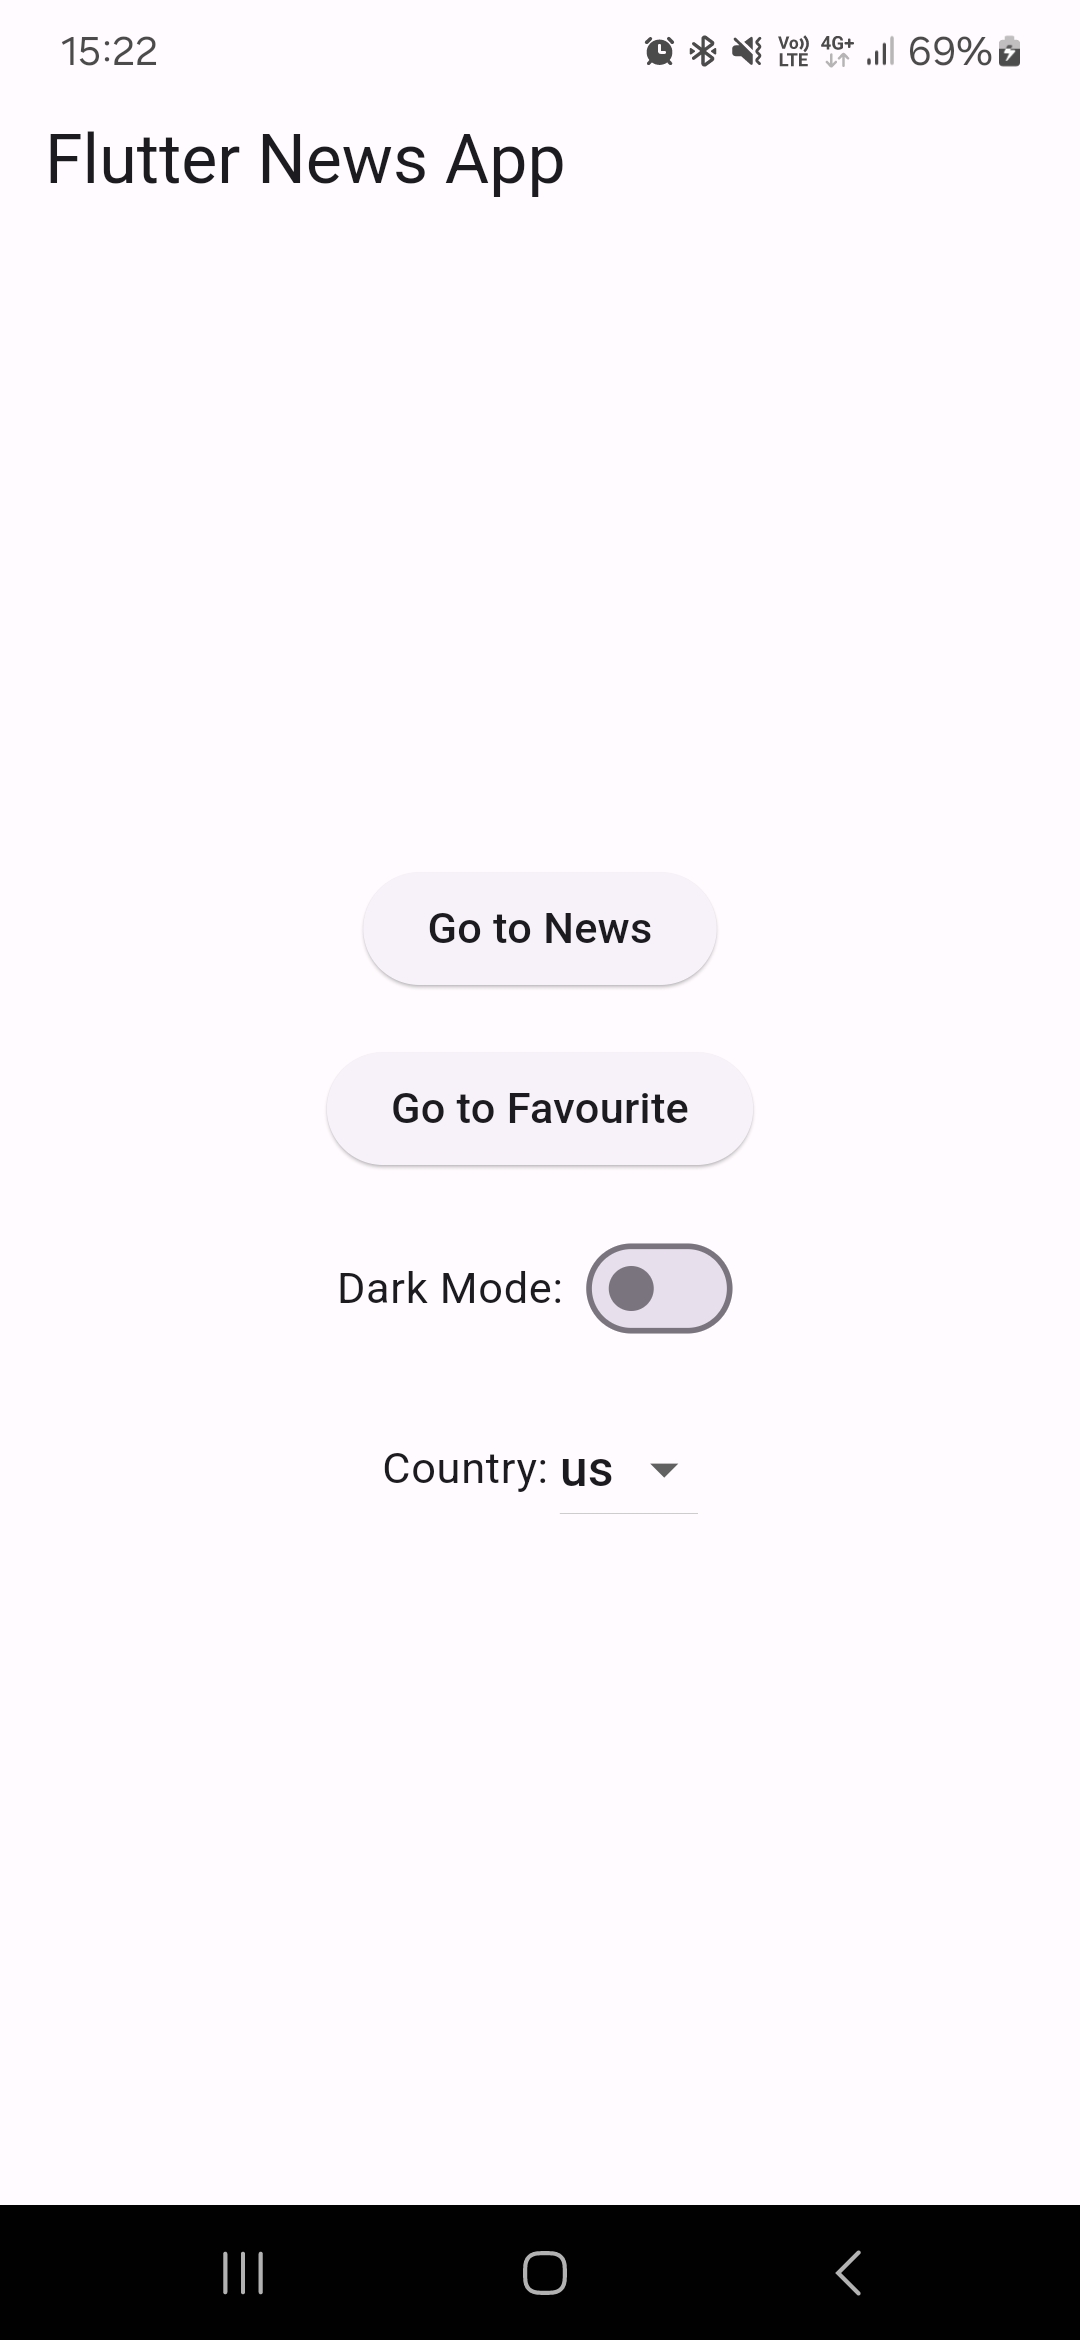 15:22 Vo)) LTE 4G+ 69%
Flutter News App
Go to News
Go to Favourite
Dark Mode:
Country: us